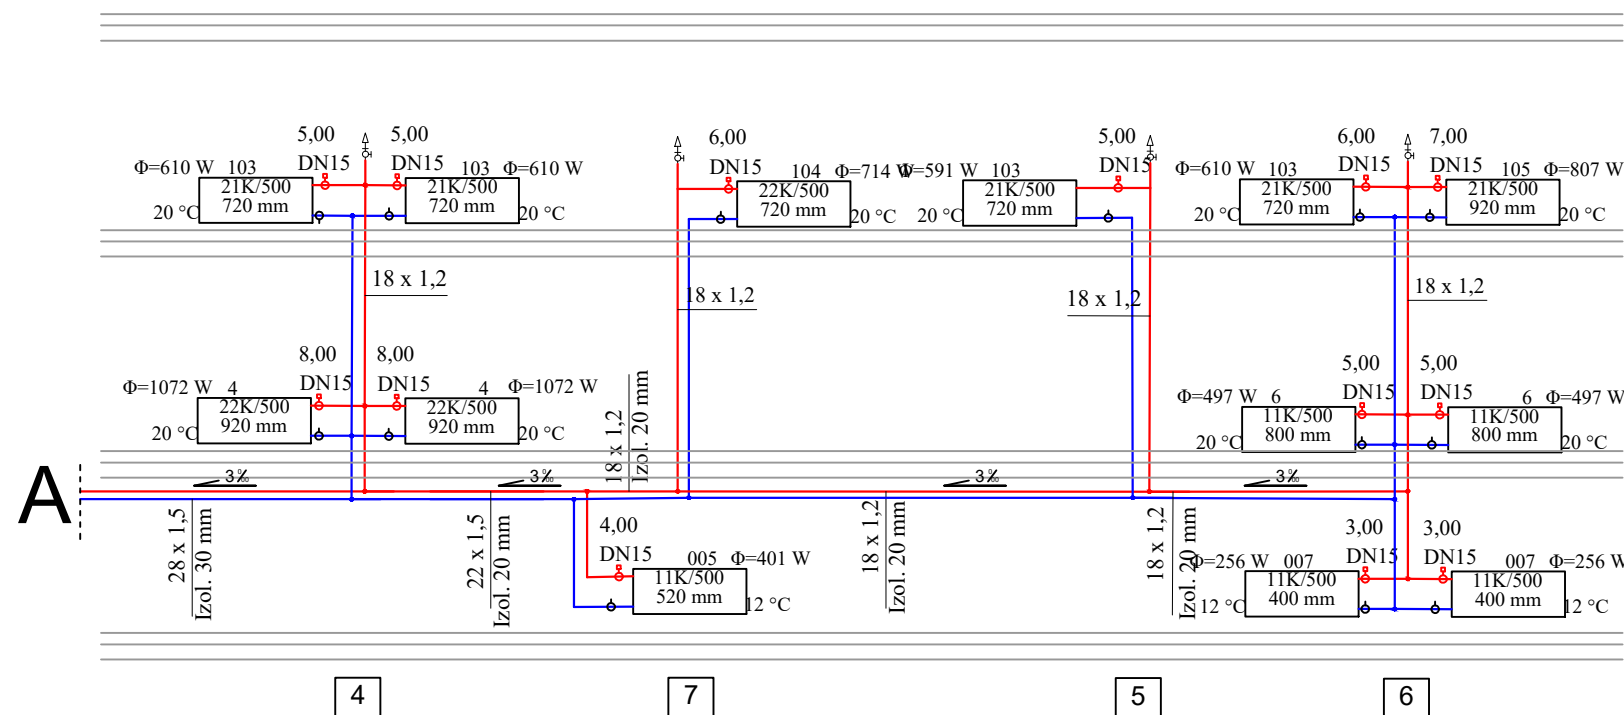 5,00
DN15
5,00
DN15
Φ=610 W
103
21K/500
720 mm
20 °C
103
Φ=610 W
21K/500
720 mm
20 °C
6,00
DN15
104
Φ=714 W
22K/500
720 mm
20 °C
5,00
DN15
Φ=591 W
103
21K/500
720 mm
20 °C
6,00
DN15
7,00
DN15
Φ=610 W
103
21K/500
720 mm
20 °C
105
Φ=807 W
21K/500
920 mm
20 °C
18 x 1,2
18 x 1,2
18 x 1,2
18 x 1,2
8,00
DN15
8,00
DN15
Φ=1072 W
4
22K/500
920 mm
20 °C
4
Φ=1072 W
22K/500
920 mm
20 °C
18 x 1,2
Izol. 20 mm
5,00
DN15
5,00
DN15
Φ=497 W
6
11K/500
800 mm
20 °C
6
Φ=497 W
11K/500
800 mm
20 °C
A
3‰
3‰
3‰
3‰
28 x 1,5
Izol. 30 mm
22 x 1,5
Izol. 20 mm
4,00
DN15
005
Φ=401 W
11K/500
520 mm
12 °C
18 x 1,2
Izol. 20 mm
18 x 1,2
Izol. 20 mm
3,00
DN15
3,00
DN15
Φ=256 W
007
11K/500
400 mm
12 °C
007
Φ=256 W
11K/500
400 mm
12 °C
4
7
5
6